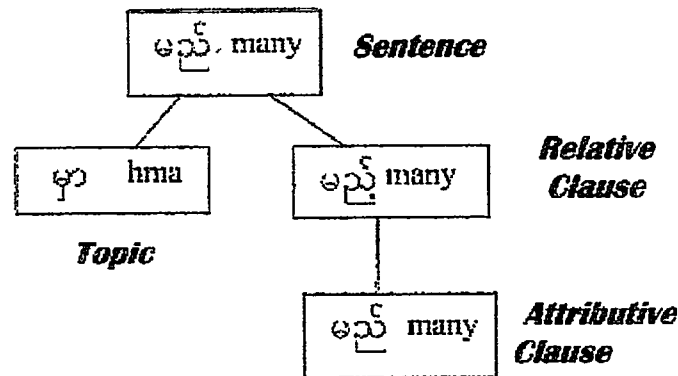 မည်. many
Sentence
မှာ hma
မည့် many
Relative
Clause
Topic
မည် many
Attributive
Clause